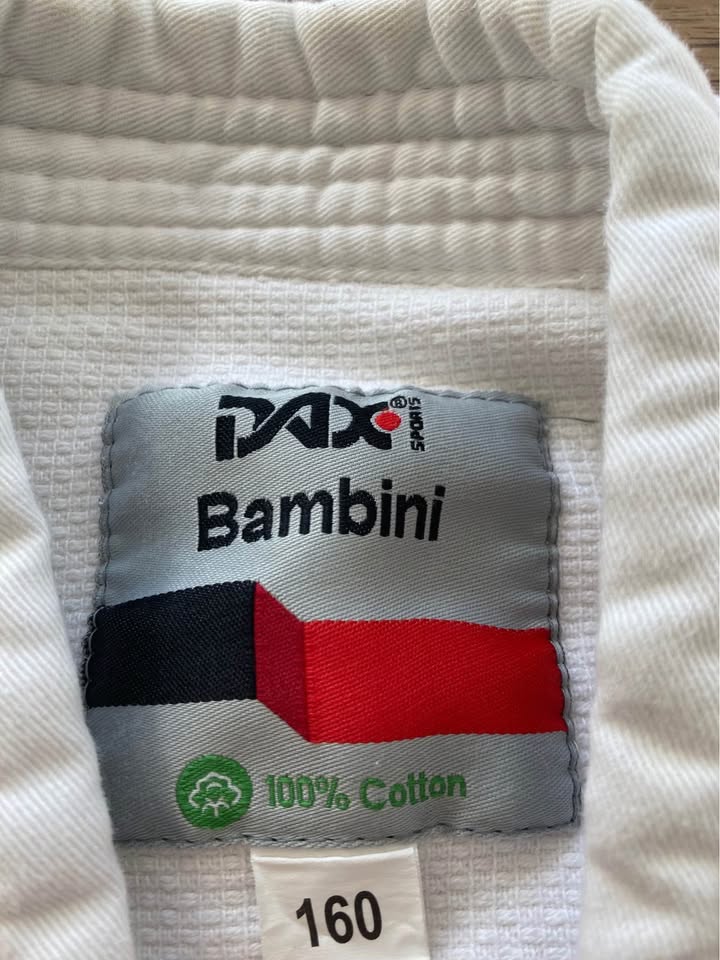 DAX® SPORTS
Bambini
100% Cotton
160